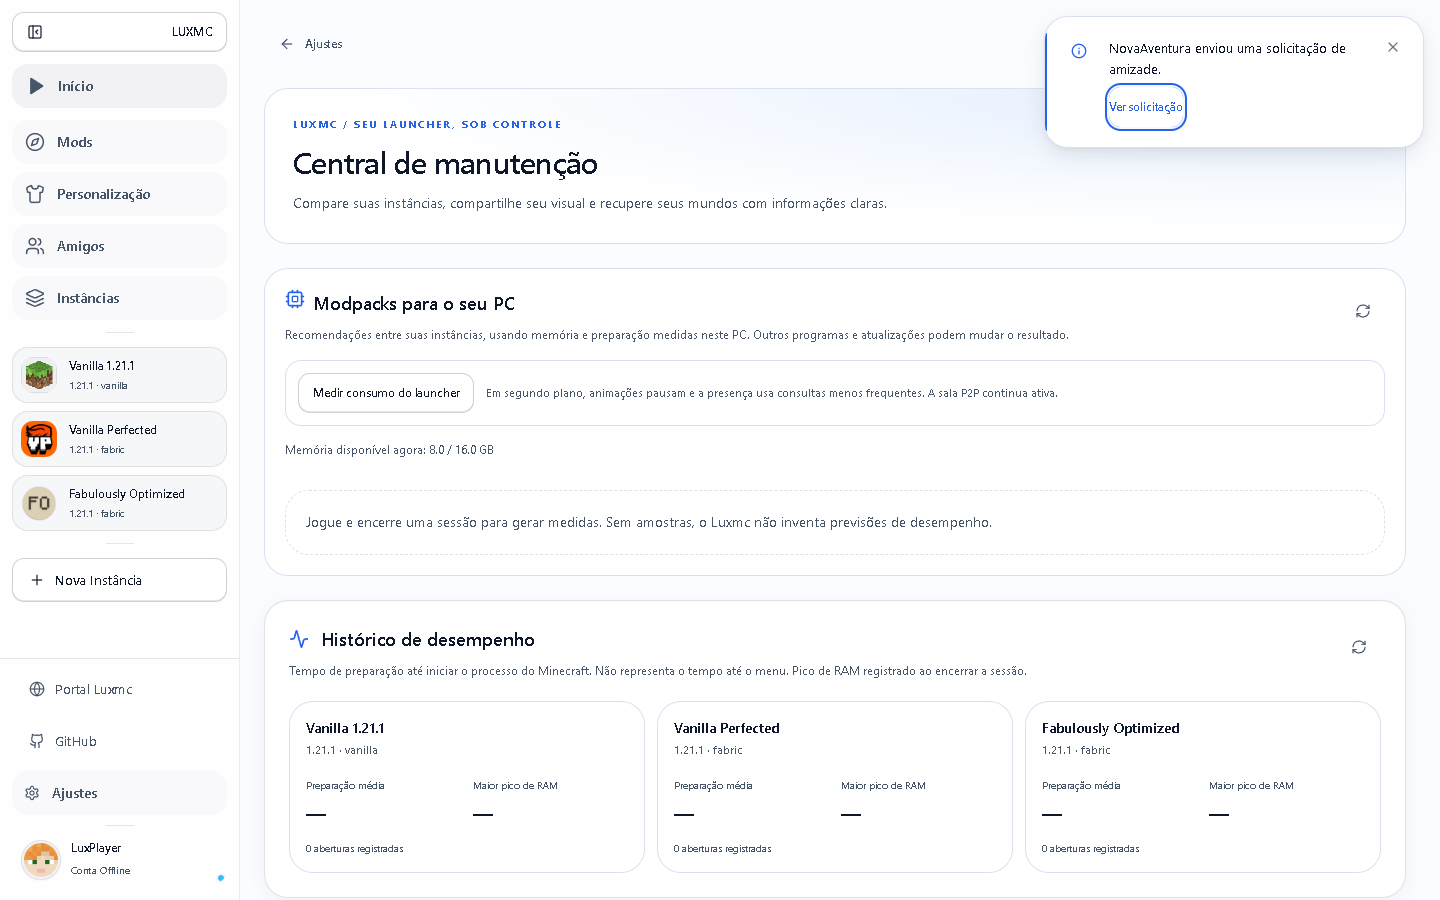 LUXMC
Início
Mods
Personalização
Amigos
Instâncias
Vanilla 1.21.1
1.21.1 · vanilla
VP
Vanilla Perfected
1.21.1 · fabric
FO
Fabulously Optimized
1.21.1 · fabric
Nova Instância
Portal Luxmc
GitHub
Ajustes
LuxPlayer
Conta Offline
Ajustes
NovaAventura enviou uma solicitação de
amizade.
Ver solicitação
LUXMC / SEU LAUNCHER, SOB CONTROLE
Central de manutenção
Compare suas instâncias, compartilhe seu visual e recupere seus mundos com informações claras.
Modpacks para o seu PC
Recomendações entre suas instâncias, usando memória e preparação medidas neste PC. Outros programas e atualizações podem mudar o resultado.
Medir consumo do launcher
Em segundo plano, animações pausam e a presença usa consultas menos frequentes. A sala P2P continua ativa.
Memória disponível agora: 8.0 / 16.0 GB
Jogue e encerre uma sessão para gerar medidas. Sem amostras, o Luxmc não inventa previsões de desempenho.
Histórico de desempenho
Tempo de preparação até iniciar o processo do Minecraft. Não representa o tempo até o menu. Pico de RAM registrado ao encerrar a sessão.
Vanilla 1.21.1
1.21.1 · vanilla
Preparação média Maior pico de RAM
— —
0 aberturas registradas
Vanilla Perfected
1.21.1 · fabric
Preparação média Maior pico de RAM
— —
0 aberturas registradas
Fabulously Optimized
1.21.1 · fabric
Preparação média Maior pico de RAM
— —
0 aberturas registradas